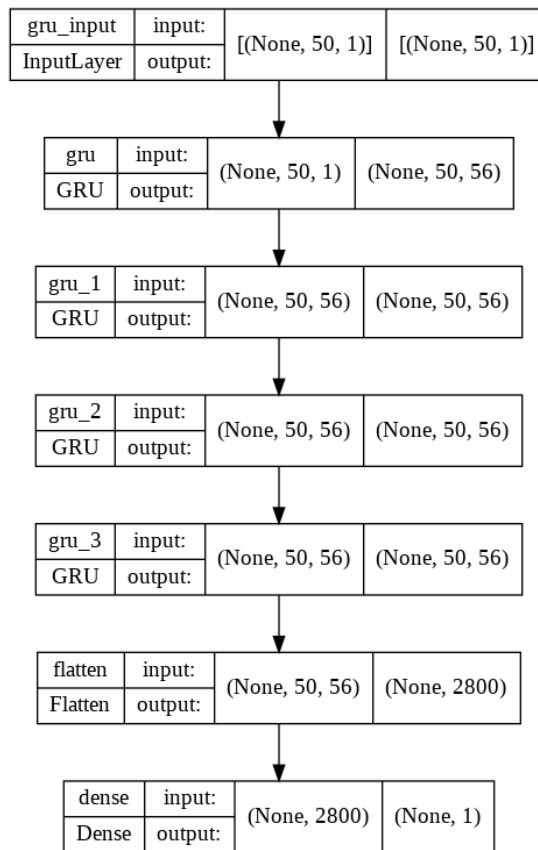 gru_input input: [(None, 50, 1)] [(None, 50, 1)]
InputLayer output:
gru input: (None, 50, 1) (None, 50, 56)
GRU output:
gru_1 input: (None, 50, 56) (None, 50, 56)
GRU output:
gru_2 input: (None, 50, 56) (None, 50, 56)
GRU output:
gru_3 input: (None, 50, 56) (None, 50, 56)
GRU output:
flatten input: (None, 50, 56) (None, 2800)
Flatten output:
dense input: (None, 2800) (None, 1)
Dense output: